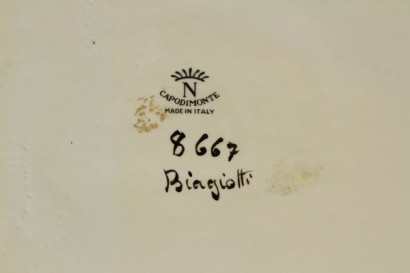 N
CAPODIMONTE
MADE IN ITALY
8667
Biagiotti